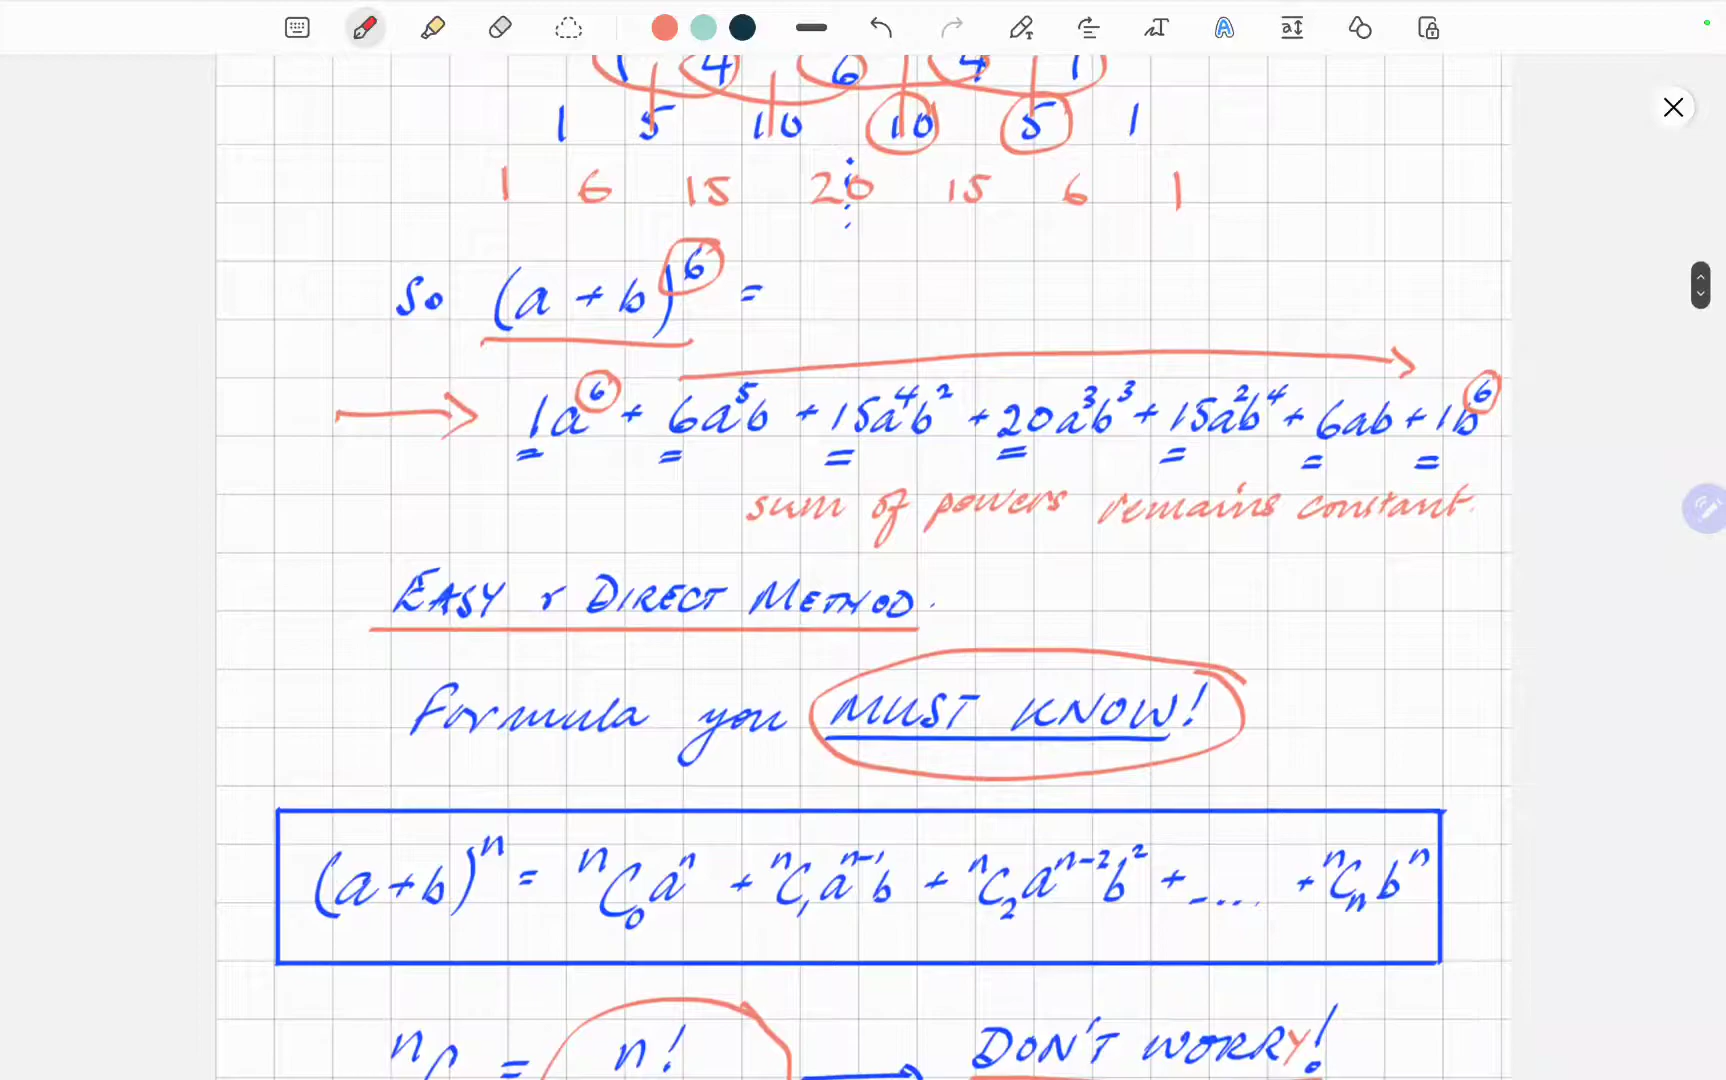 1 4 6 4 1
1 5 10 10 5 1
1 6 15 20 15 6 1
So (a + b)⁶ =
1a⁶ + 6a⁵b + 15a⁴b² + 20a³b³ + 15a²b⁴ + 6ab + 1b⁶
sum of powers remains constant.
EASY & DIRECT METHOD.
Formula you MUST KNOW!
(a+b)ⁿ = ⁿC₀aⁿ + ⁿC₁aⁿ⁻¹b + ⁿC₂aⁿ⁻²b² + .... + ⁿCₙbⁿ
ⁿC = n! → DON'T WORRY!